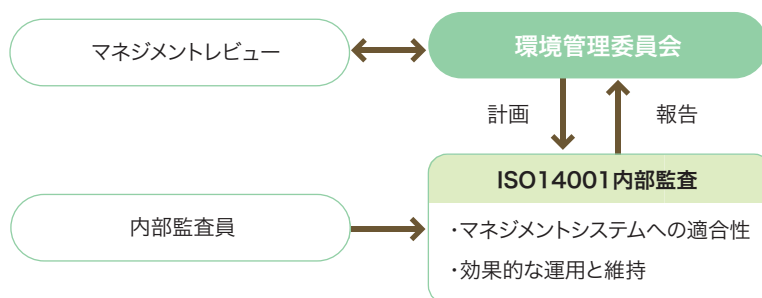 マネジメントレビュー
環境管理委員会
計画
報告
ISO14001内部監査
内部監査員
・マネジメントシステムへの適合性
・効果的な運用と維持